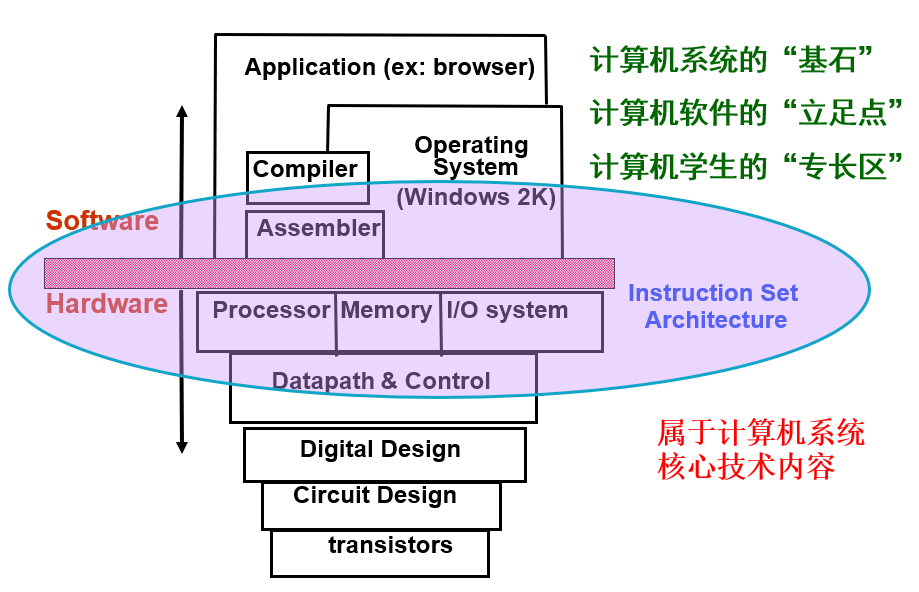 Application (ex: browser)
计算机系统的“基石”
计算机软件的“立足点”
计算机学生的“专长区”
Operating
System
(Windows 2K)
Compiler
Assembler
Software
Hardware
Processor
Memory
I/O system
Instruction Set
Architecture
Datapath & Control
属于计算机系统
核心技术内容
Digital Design
Circuit Design
transistors